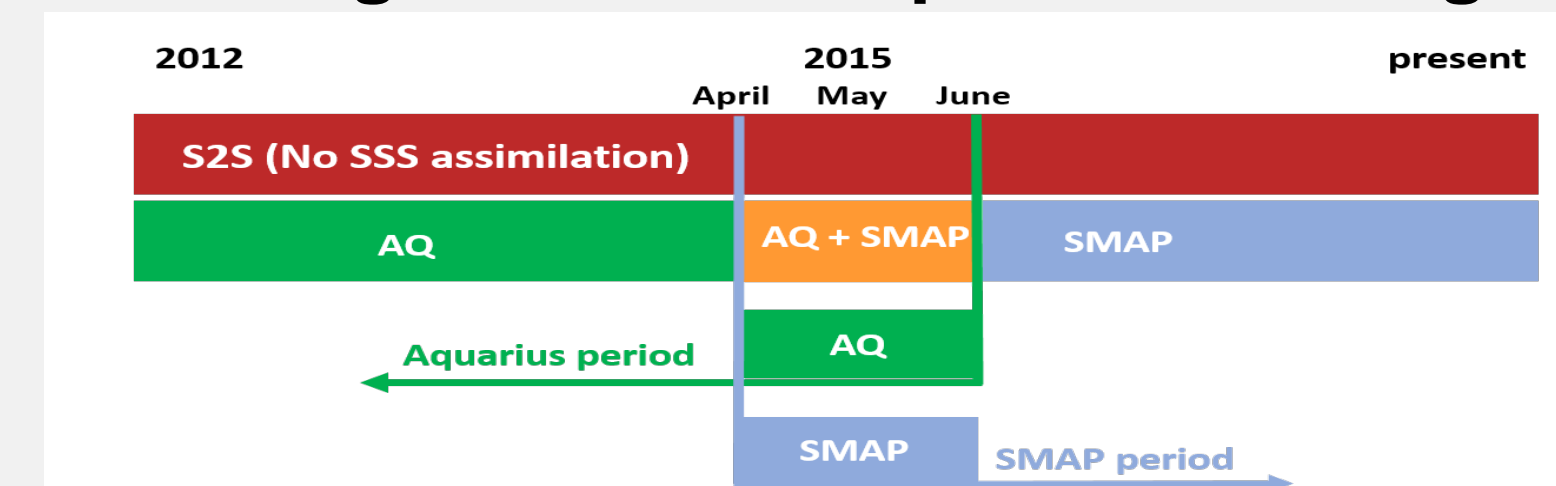 2012 2015 present
April May June
S2S (No SSS assimilation)
AQ AQ + SMAP SMAP
AQ
Aquarius period
SMAP
SMAP period